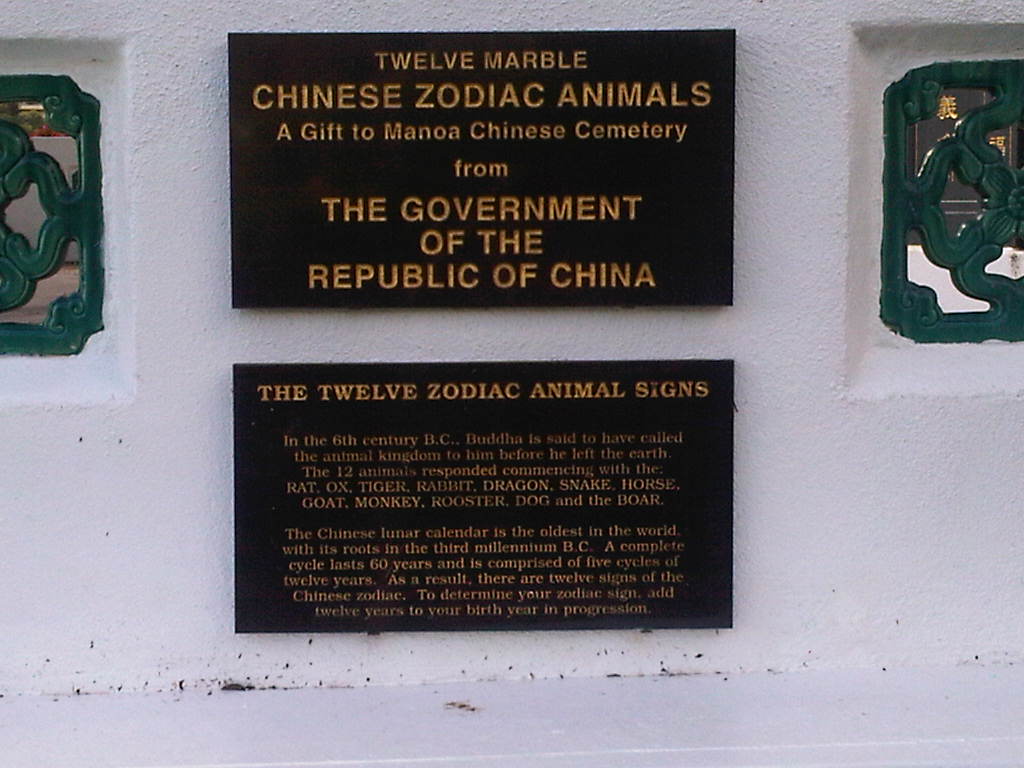 TWELVE MARBLE
CHINESE ZODIAC ANIMALS
A Gift to Manoa Chinese Cemetery
from
THE GOVERNMENT
OF THE
REPUBLIC OF CHINA
THE TWELVE ZODIAC ANIMAL SIGNS
In the 6th century B.C., Buddha is said to have called
the animal kingdom to him before he left the earth.
The 12 animals responded commencing with the:
RAT, OX, TIGER, RABBIT, DRAGON, SNAKE, HORSE,
GOAT, MONKEY, ROOSTER, DOG and the BOAR.
The Chinese lunar calendar is the oldest in the world,
with its roots in the third millennium B.C. A complete
cycle lasts 60 years and is comprised of five cycles of
twelve years. As a result, there are twelve signs of the
Chinese zodiac. To determine your zodiac sign, add
twelve years to your birth year in progression.
義